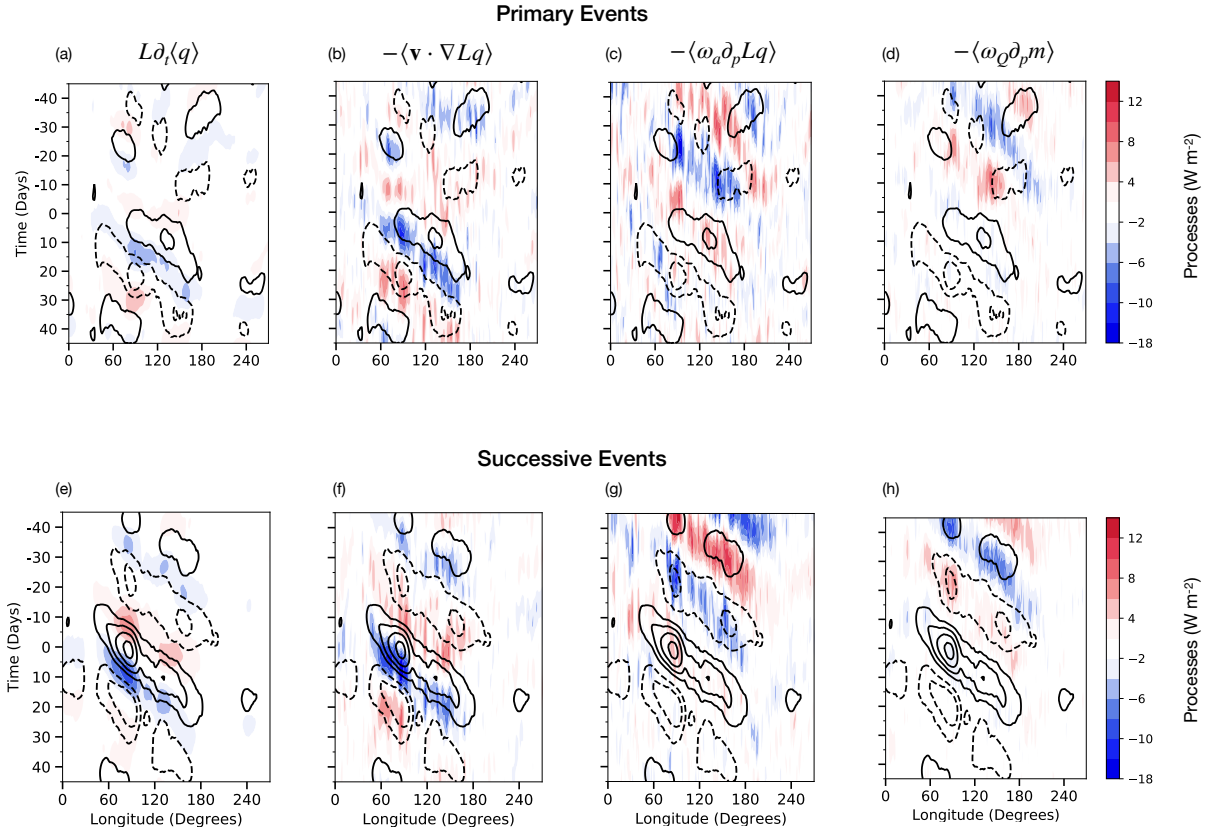 Primary Events
(a) L∂ₜ⟨q⟩ (b) −⟨v · ∇Lq⟩ (c) −⟨ωₐ∂ₚLq⟩ (d) −⟨ω_Q∂ₚm⟩
Time (Days)
-40
-30
-20
-10
0
10
20
30
40
0 60 120 180 240 0 60 120 180 240 0 60 120 180 240 0 60 120 180 240
12
8
4
−2
−6
−10
−18
Processes (W m⁻²)
Successive Events
(e) (f) (g) (h)
Time (Days)
-40
-30
-20
-10
0
10
20
30
40
0 60 120 180 240 0 60 120 180 240 0 60 120 180 240 0 60 120 180 240
Longitude (Degrees) Longitude (Degrees) Longitude (Degrees) Longitude (Degrees)
12
8
4
−2
−6
−10
−18
Processes (W m⁻²)